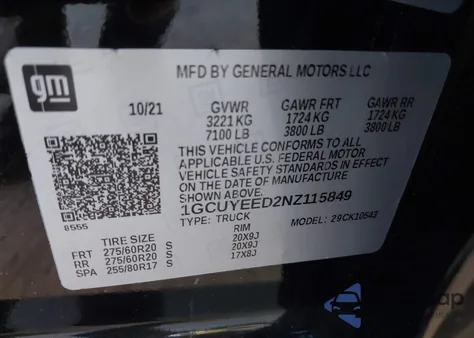 gm
MFD BY GENERAL MOTORS LLC
10/21 GVWR GAWR FRT GAWR RR
3221 KG 1724 KG 1724 KG
7100 LB 3800 LB 3800 LB
THIS VEHICLE CONFORMS TO ALL
APPLICABLE U.S. FEDERAL MOTOR
VEHICLE SAFETY STANDARDS IN EFFECT
ON THE DATE OF MANUFACTURE
SHOWN ABOVE.
1GCUYEED2NZ115849
8555 TYPE: TRUCK MODEL: 29CK10543
TIRE SIZE RIM
FRT 275/60R20 S 20X9J
RR 275/60R20 S 20X9J
SPA 255/80R17 S 17X8J